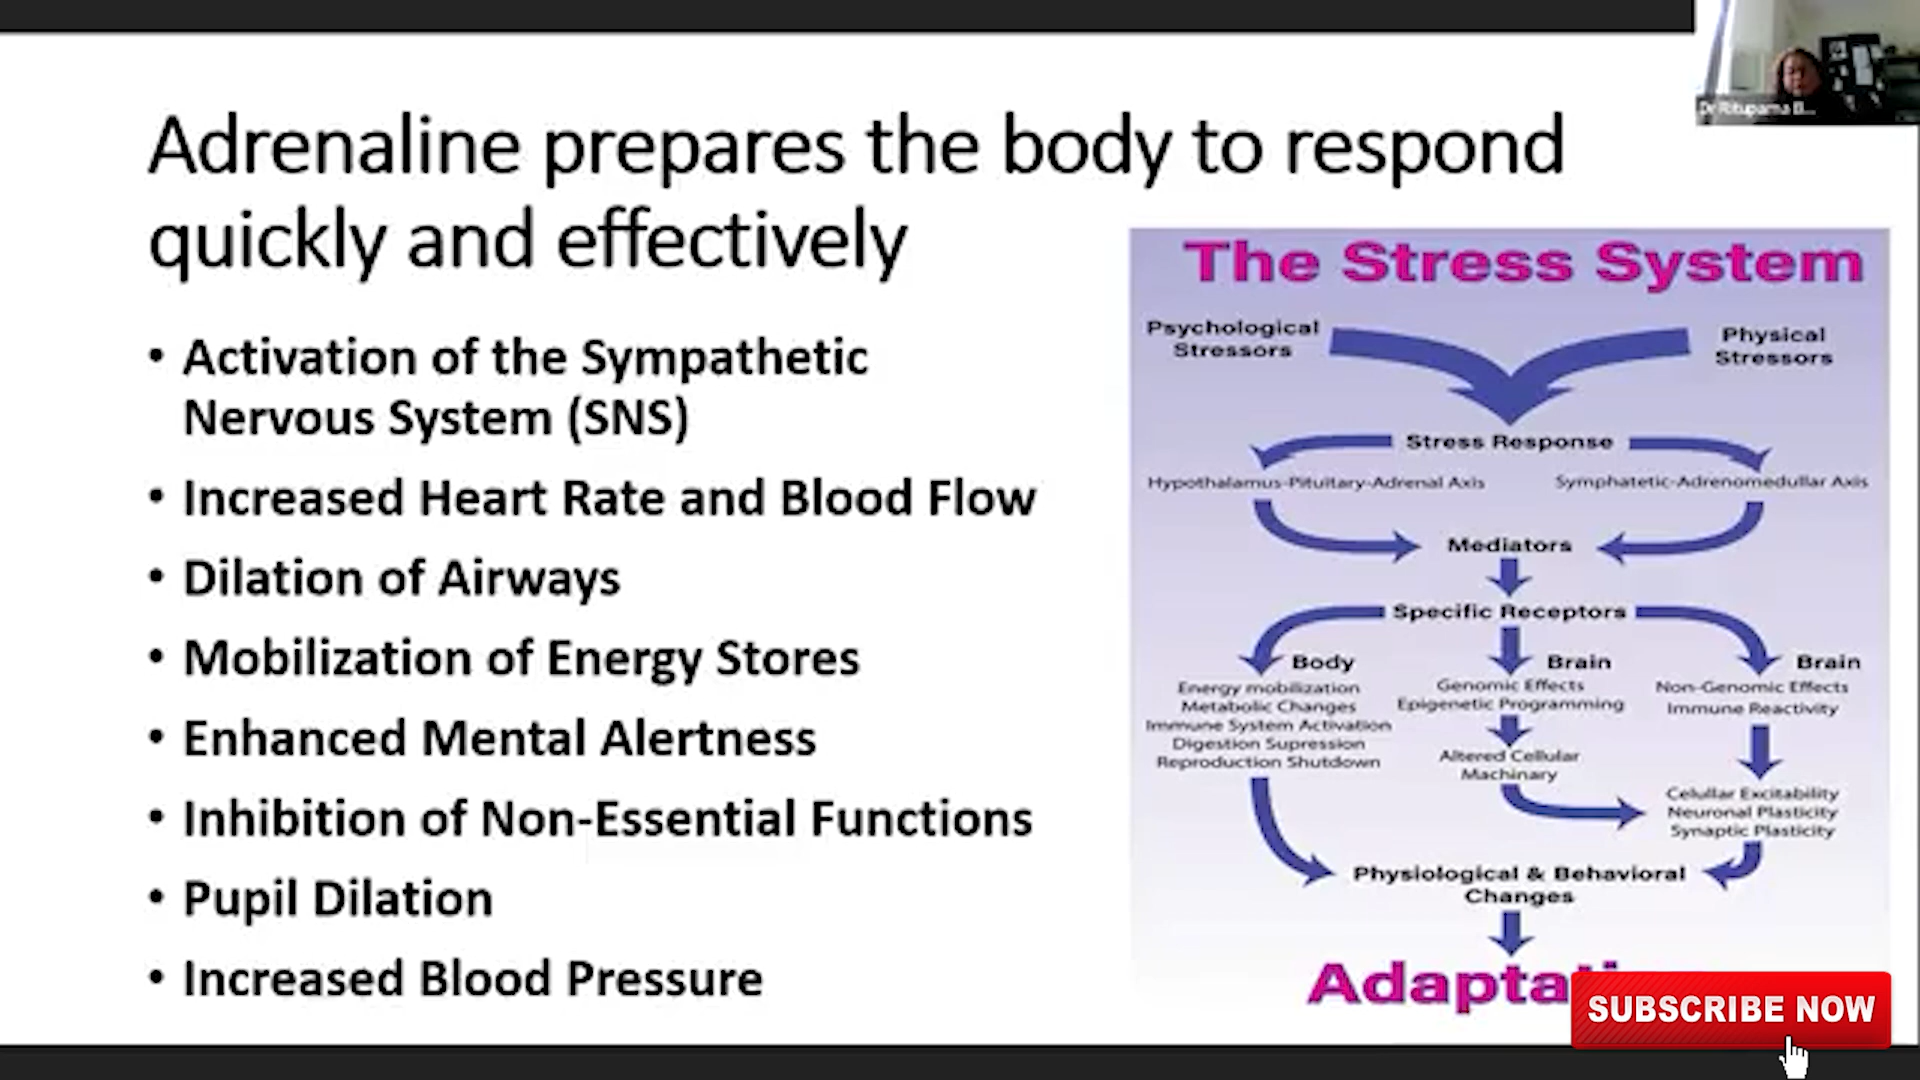 Dr Rituparna B...
Adrenaline prepares the body to respond
quickly and effectively
• Activation of the Sympathetic
Nervous System (SNS)
• Increased Heart Rate and Blood Flow
• Dilation of Airways
• Mobilization of Energy Stores
• Enhanced Mental Alertness
• Inhibition of Non-Essential Functions
• Pupil Dilation
• Increased Blood Pressure
The Stress System
Psychological
Stressors
Physical
Stressors
Stress Response
Hypothalamus-Pituitary-Adrenal Axis
Symphatetic-Adrenomedullar Axis
Mediators
Specific Receptors
Body
Energy mobilization
Metabolic Changes
Immune System Activation
Digestion Supression
Reproduction Shutdown
Brain
Genomic Effects
Epigenetic Programming
Altered Cellular
Machinary
Brain
Non-Genomic Effects
Immune Reactivity
Celullar Excitability
Neuronal Plasticity
Synaptic Plasticity
Physiological & Behavioral
Changes
Adaptati
SUBSCRIBE NOW